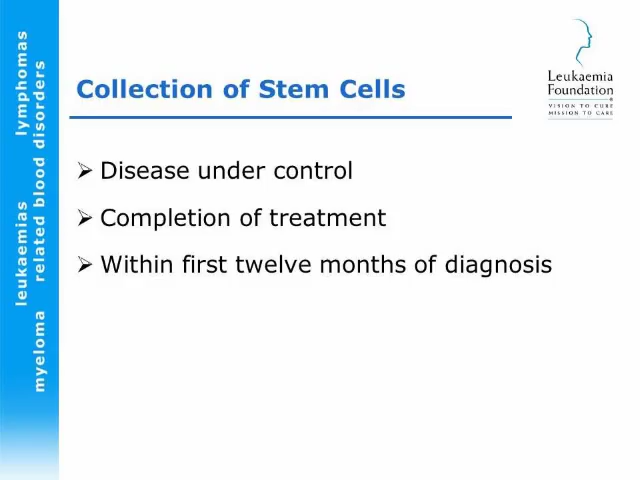 Collection of Stem Cells
Leukaemia
Foundation
®
VISION TO CURE
MISSION TO CARE
➢ Disease under control
➢ Completion of treatment
➢ Within first twelve months of diagnosis
lymphomas
related blood disorders
leukaemias
myeloma